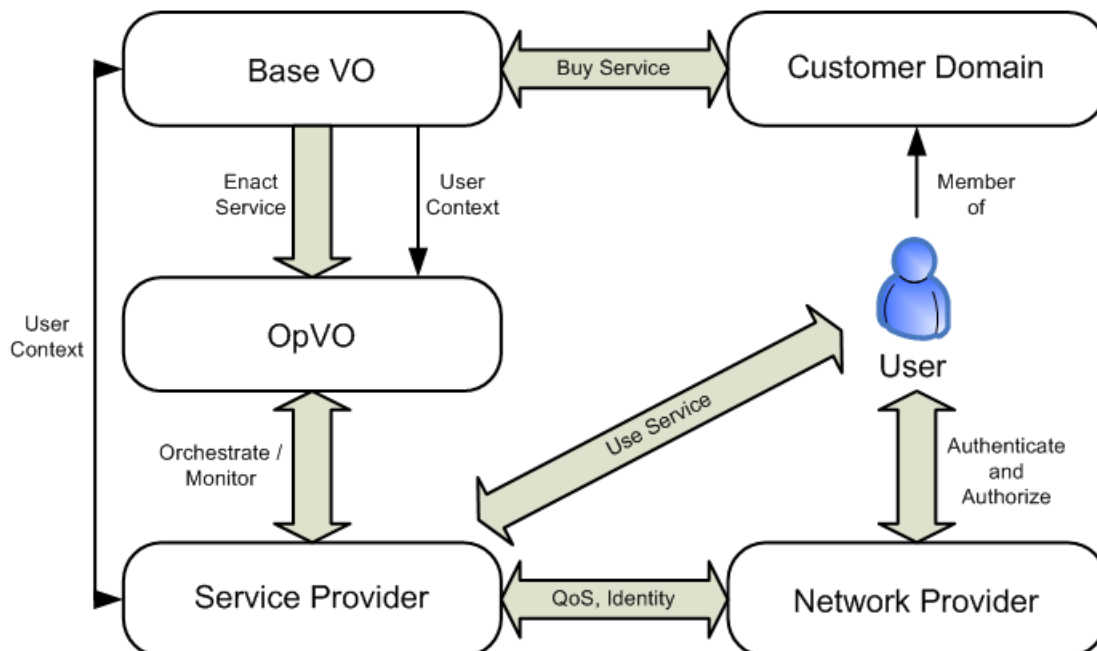 Base VO
Buy Service
Customer Domain
Enact
Service
User
Context
Member
of
User
Context
OpVO
User
Use Service
Orchestrate /
Monitor
Authenticate
and
Authorize
Service Provider
QoS, Identity
Network Provider